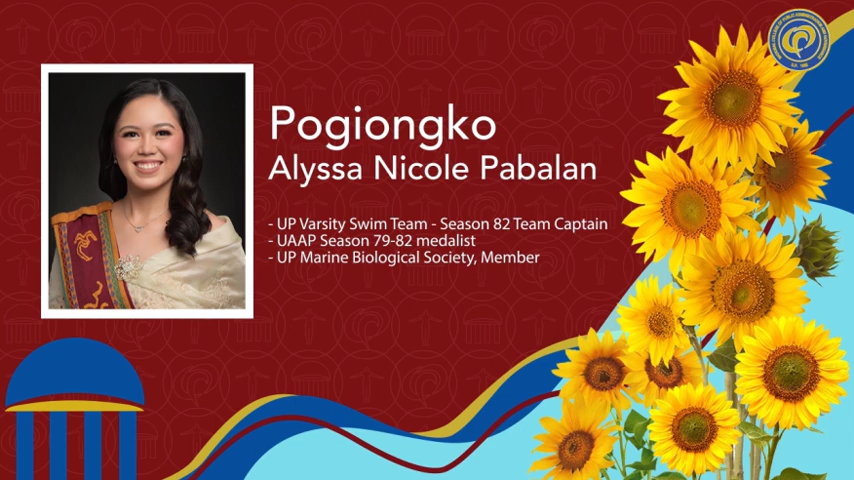 Pogiongko
Alyssa Nicole Pabalan
- UP Varsity Swim Team - Season 82 Team Captain
- UAAP Season 79-82 medalist
- UP Marine Biological Society, Member